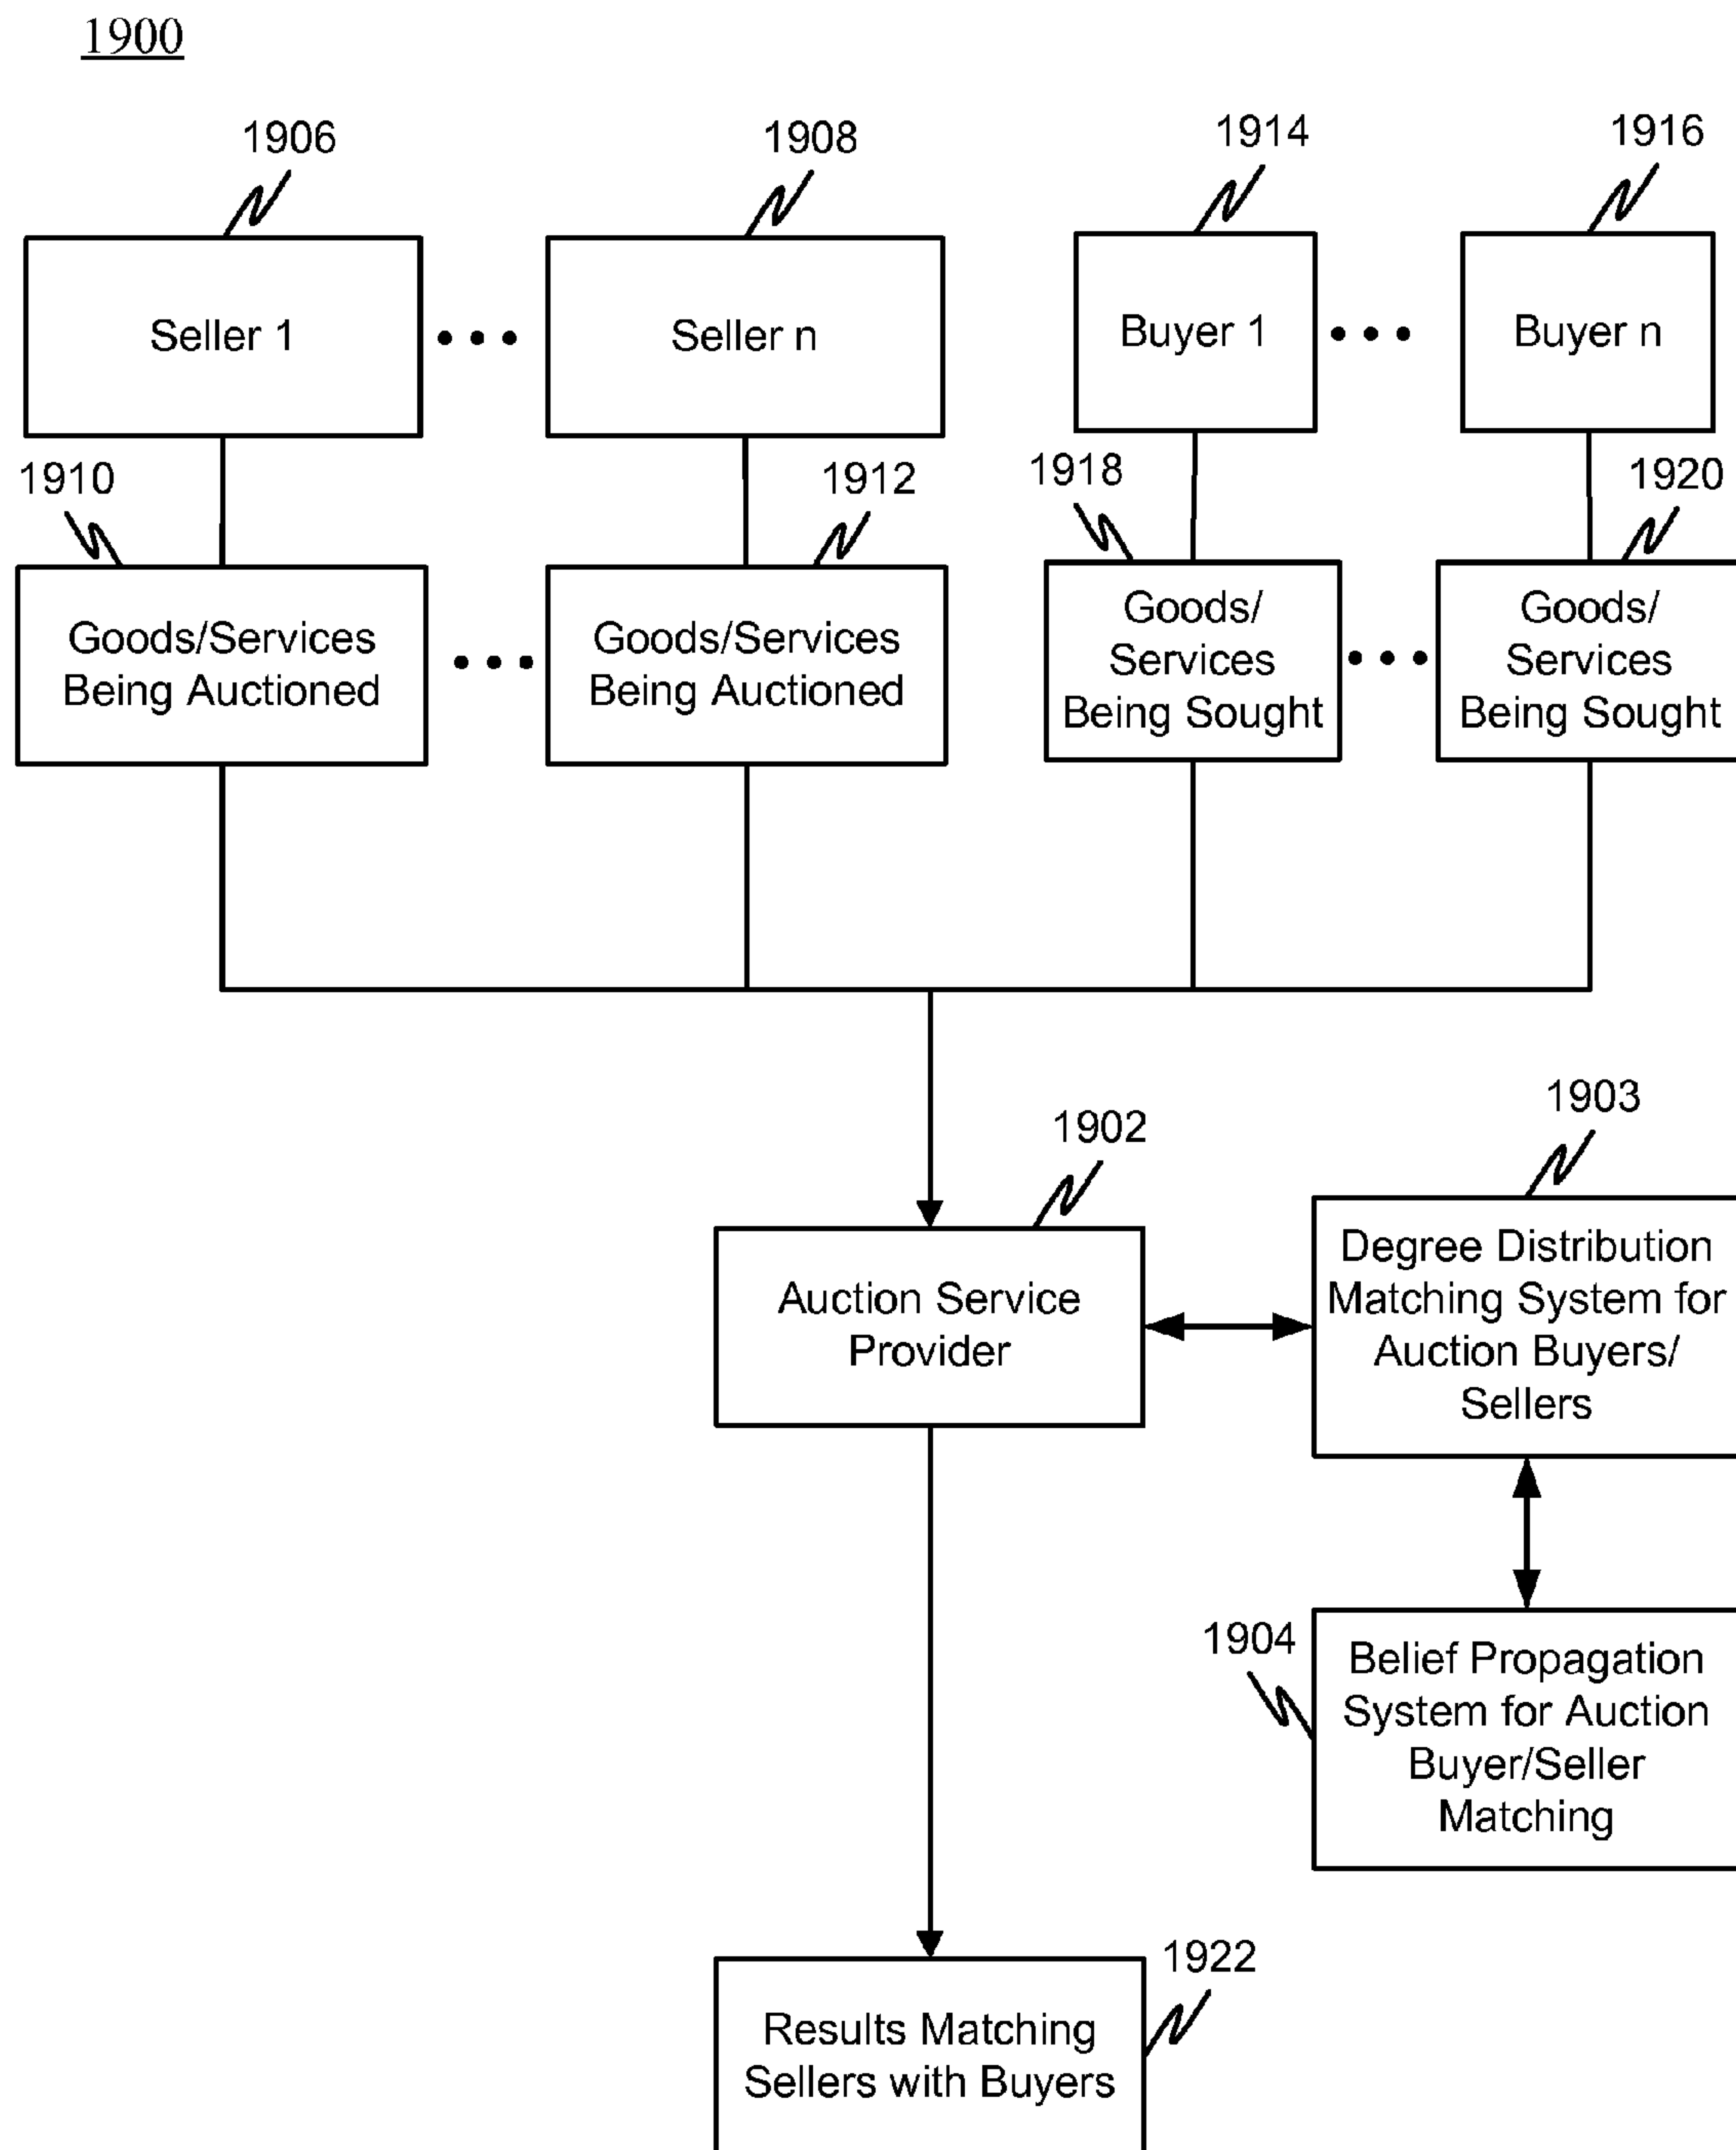 1900
1906
1908
1914
1916
Seller 1
• • •
Seller n
Buyer 1
• • •
Buyer n
1910
1912
1918
1920
Goods/Services
Being Auctioned
• • •
Goods/Services
Being Auctioned
Goods/
Services
Being Sought
• • •
Goods/
Services
Being Sought
1902
1903
Auction Service
Provider
Degree Distribution
Matching System for
Auction Buyers/
Sellers
1904
Belief Propagation
System for Auction
Buyer/Seller
Matching
1922
Results Matching
Sellers with Buyers